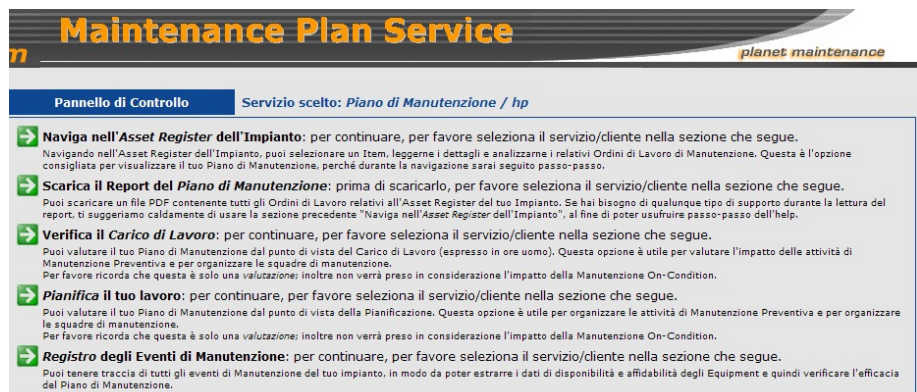 Maintenance Plan Service
m
planet maintenance
Pannello di Controllo
Servizio scelto: Piano di Manutenzione / hp
Naviga nell'Asset Register dell'Impianto: per continuare, per favore seleziona il servizio/cliente nella sezione che segue.
Navigando nell'Asset Register dell'Impianto, puoi selezionare un Item, leggerne i dettagli e analizzarne i relativi Ordini di Lavoro di Manutenzione. Questa è l'opzione
consigliata per visualizzare il tuo Piano di Manutenzione, perché durante la navigazione sarai seguito passo-passo.
Scarica il Report del Piano di Manutenzione: prima di scaricarlo, per favore seleziona il servizio/cliente nella sezione che segue.
Puoi scaricare un file PDF contenente tutti gli Ordini di Lavoro relativi all'Asset Register del tuo Impianto. Se hai bisogno di qualunque tipo di supporto durante la lettura del
report, ti suggeriamo caldamente di usare la sezione precedente "Naviga nell'Asset Register dell'Impianto", al fine di poter usufruire passo-passo dell'help.
Verifica il Carico di Lavoro: per continuare, per favore seleziona il servizio/cliente nella sezione che segue.
Puoi valutare il tuo Piano di Manutenzione dal punto di vista del Carico di Lavoro (espresso in ore uomo). Questa opzione è utile per valutare l'impatto delle attività di
Manutenzione Preventiva e per organizzare le squadre di manutenzione.
Per favore ricorda che questa è solo una valutazione; inoltre non verrà preso in considerazione l'impatto della Manutenzione On-Condition.
Pianifica il tuo lavoro: per continuare, per favore seleziona il servizio/cliente nella sezione che segue.
Puoi valutare il tuo Piano di Manutenzione dal punto di vista della Pianificazione. Questa opzione è utile per organizzare le attività di Manutenzione Preventiva e per organizzare
le squadre di manutenzione.
Per favore ricorda che questa è solo una valutazione; inoltre non verrà preso in considerazione l'impatto della Manutenzione On-Condition.
Registro degli Eventi di Manutenzione: per continuare, per favore seleziona il servizio/cliente nella sezione che segue.
Puoi tenere traccia di tutti gli eventi di Manutenzione del tuo impianto, in modo da poter estrarre i dati di disponibilità e affidabilità degli Equipment e quindi verificare l'efficacia
del Piano di Manutenzione.